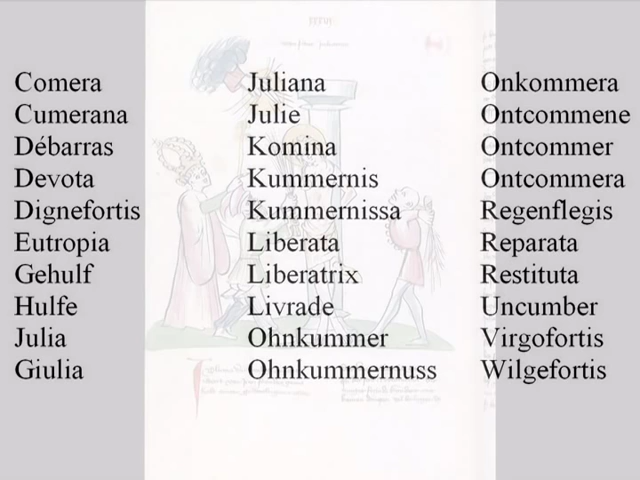 Comera
Cumerana
Débarras
Devota
Dignefortis
Eutropia
Gehulf
Hulfe
Julia
Giulia
Juliana
Julie
Komina
Kummernis
Kummernissa
Liberata
Liberatrix
Livrade
Ohnkummer
Ohnkummernuss
Onkommera
Ontcommene
Ontcommer
Ontcommera
Regenflegis
Reparata
Restituta
Uncumber
Virgofortis
Wilgefortis